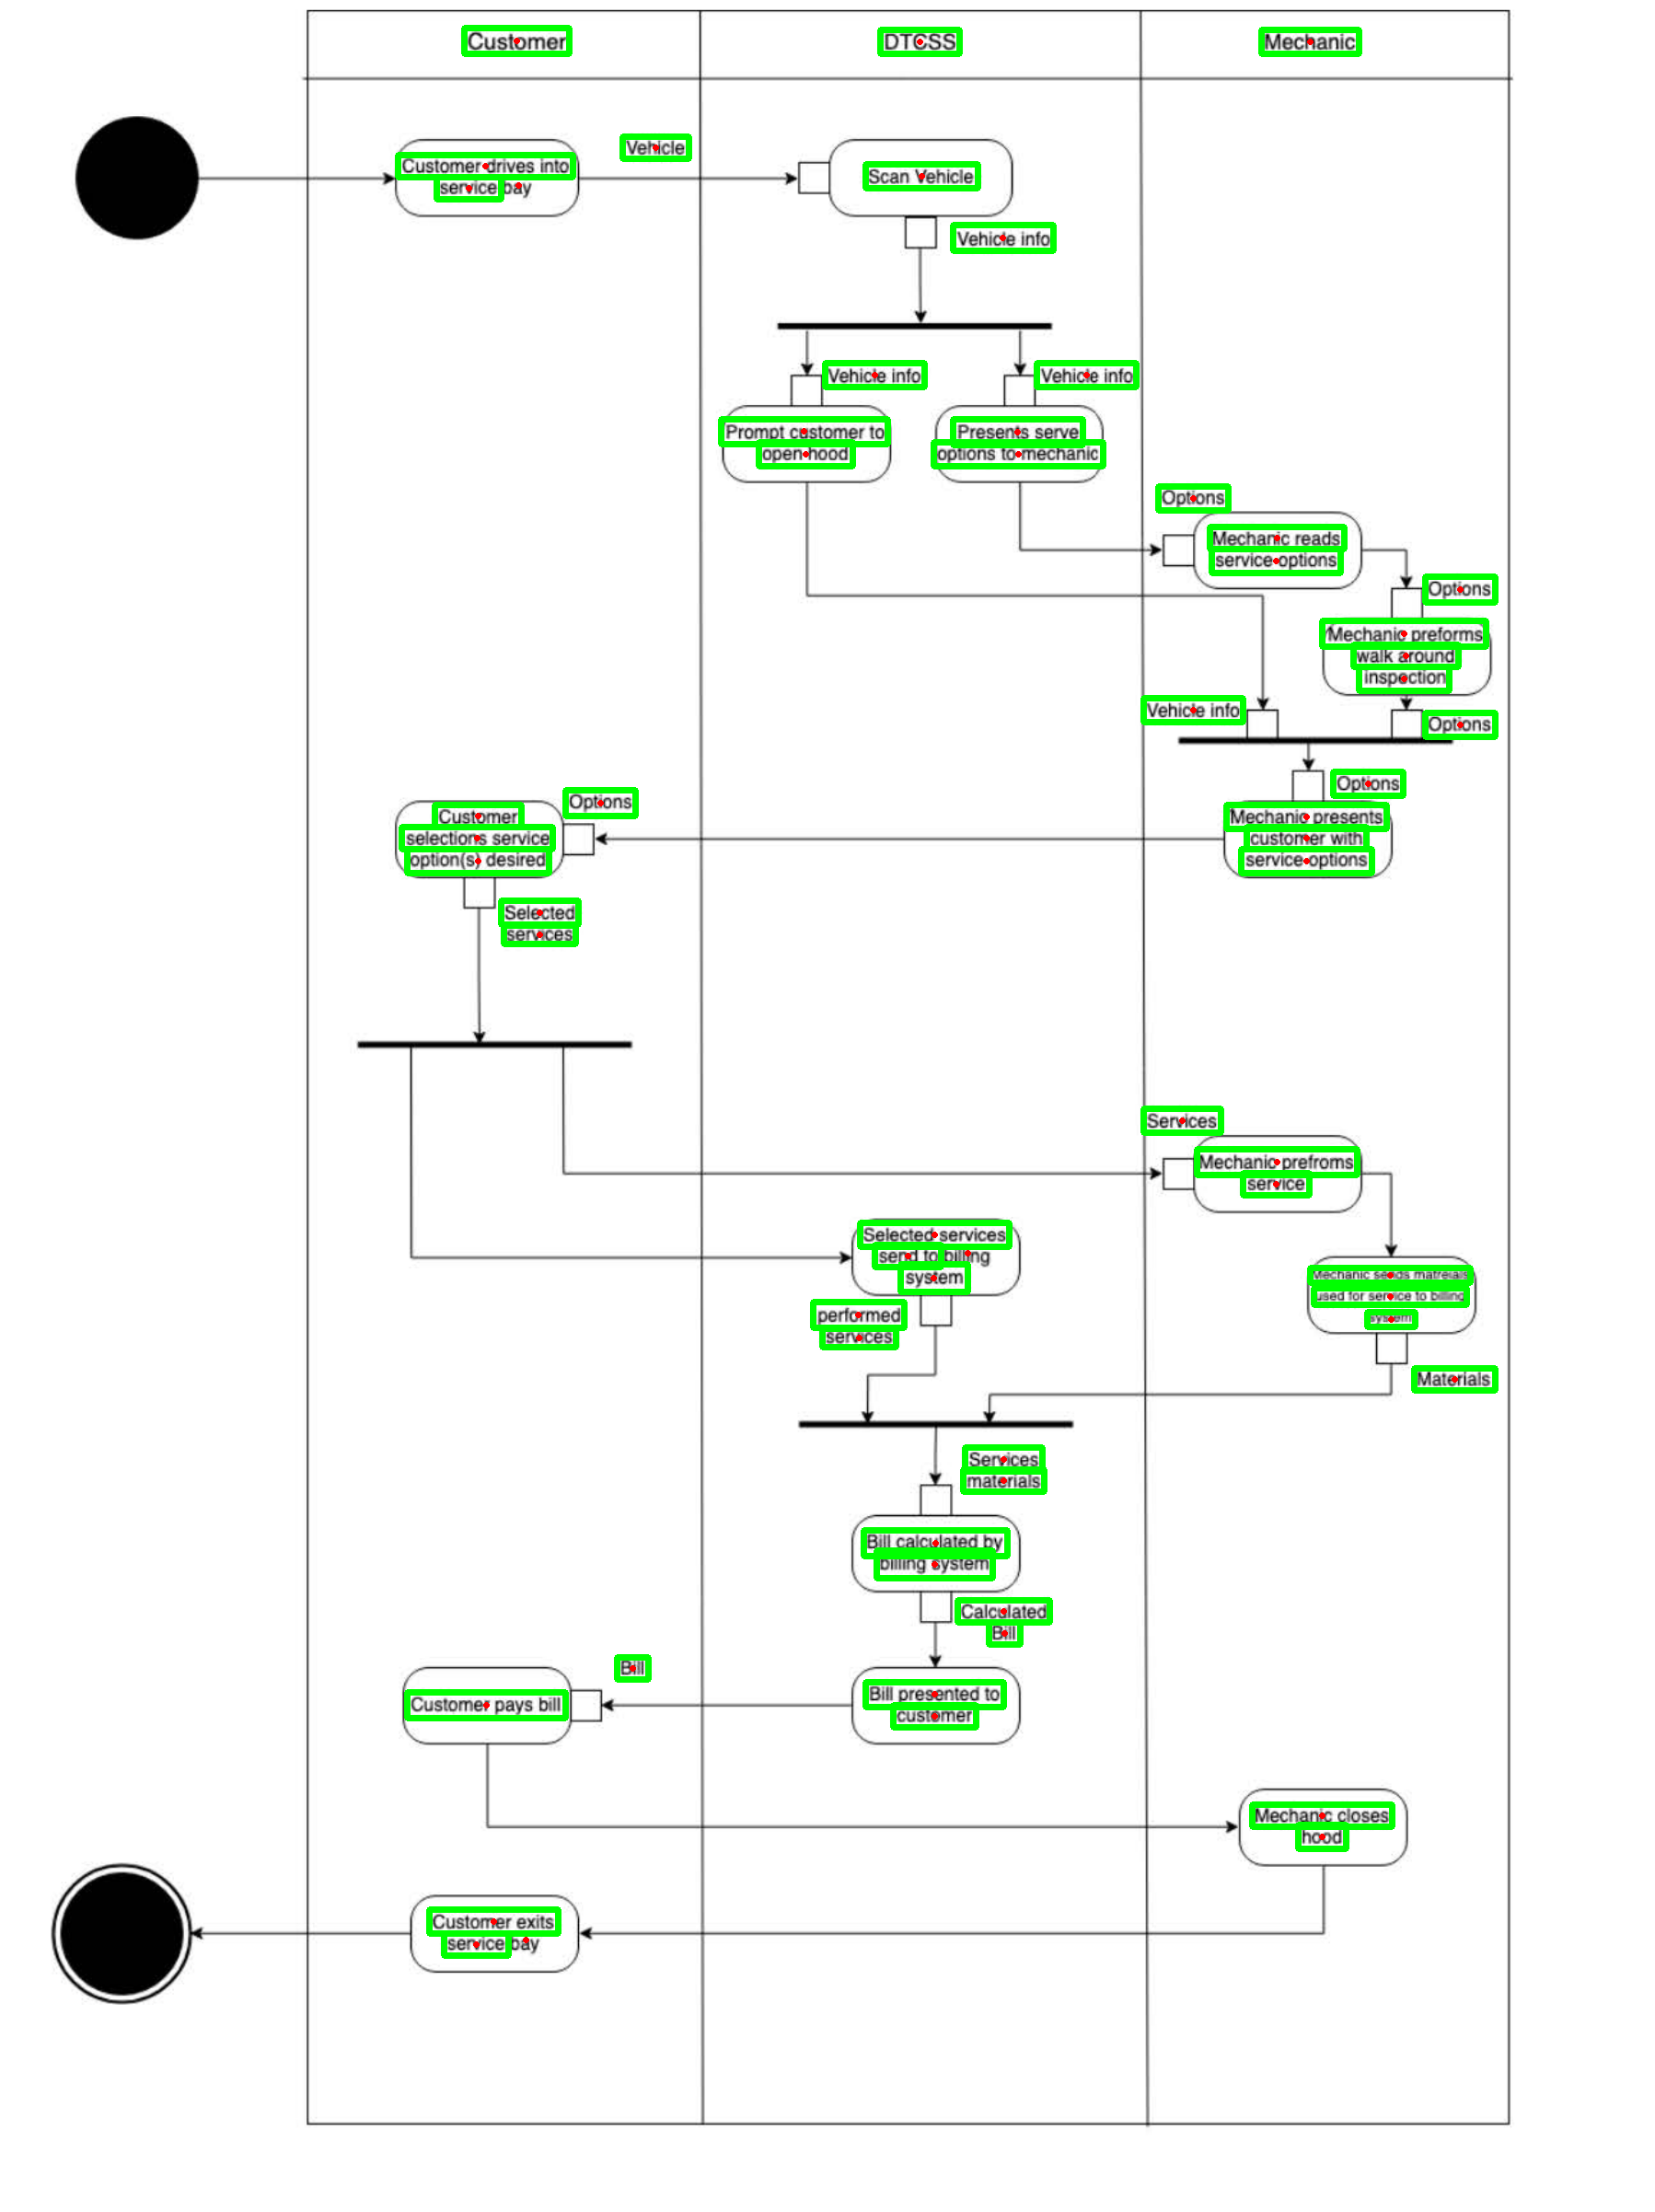 Customer
DTCSS
Mechanic
Vehicle
Customer drives into
service bay
Scan Vehicle
Vehicle info
Vehicle info
Vehicle info
Prompt customer to
open hood
Presents serve
options to mechanic
Options
Mechanic reads
service options
Options
Mechanic preforms
walk around
inspection
Vehicle info
Options
Options
Options
Customer
selections service
option(s) desired
Mechanic presents
customer with
service options
Selected
services
Services
Mechanic prefroms
service
Selected services
send to billing
system
Mechanic sends matreials
used for service to billing
system
performed
services
Materials
Services
materials
Bill calculated by
billing system
Calculated
Bill
Bill
Customer pays bill
Bill presented to
customer
Mechanic closes
hood
Customer exits
service bay